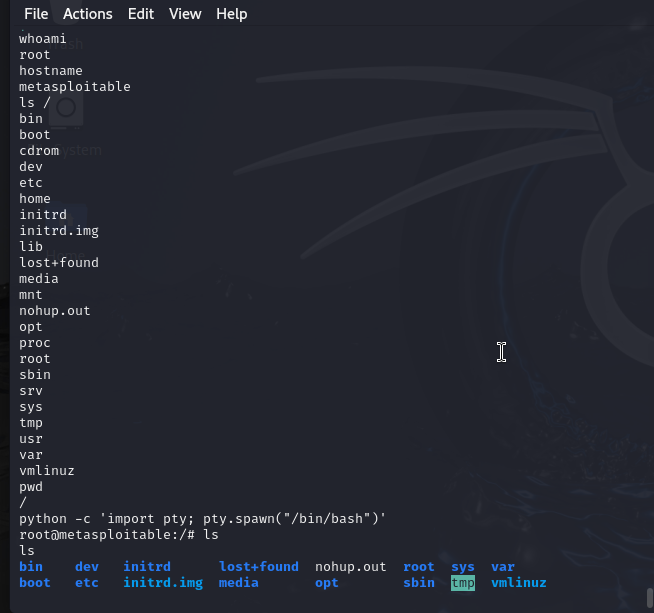 File Actions Edit View Help
whoami
root
hostname
metasploitable
ls /
bin
boot
cdrom
dev
etc
home
initrd
initrd.img
lib
lost+found
media
mnt
nohup.out
opt
proc
root
sbin
srv
sys
tmp
usr
var
vmlinuz
pwd
/
python -c 'import pty; pty.spawn("/bin/bash")'
root@metasploitable:/# ls
ls
bin dev initrd lost+found nohup.out root sys var
boot etc initrd.img media opt sbin tmp vmlinuz